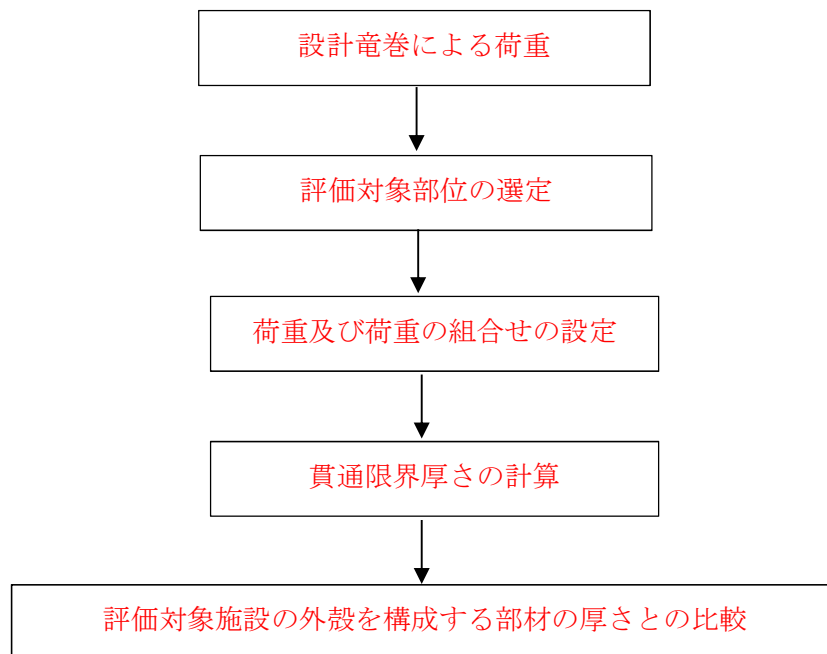 設計竜巻による荷重
評価対象部位の選定
荷重及び荷重の組合せの設定
貫通限界厚さの計算
評価対象施設の外殻を構成する部材の厚さとの比較